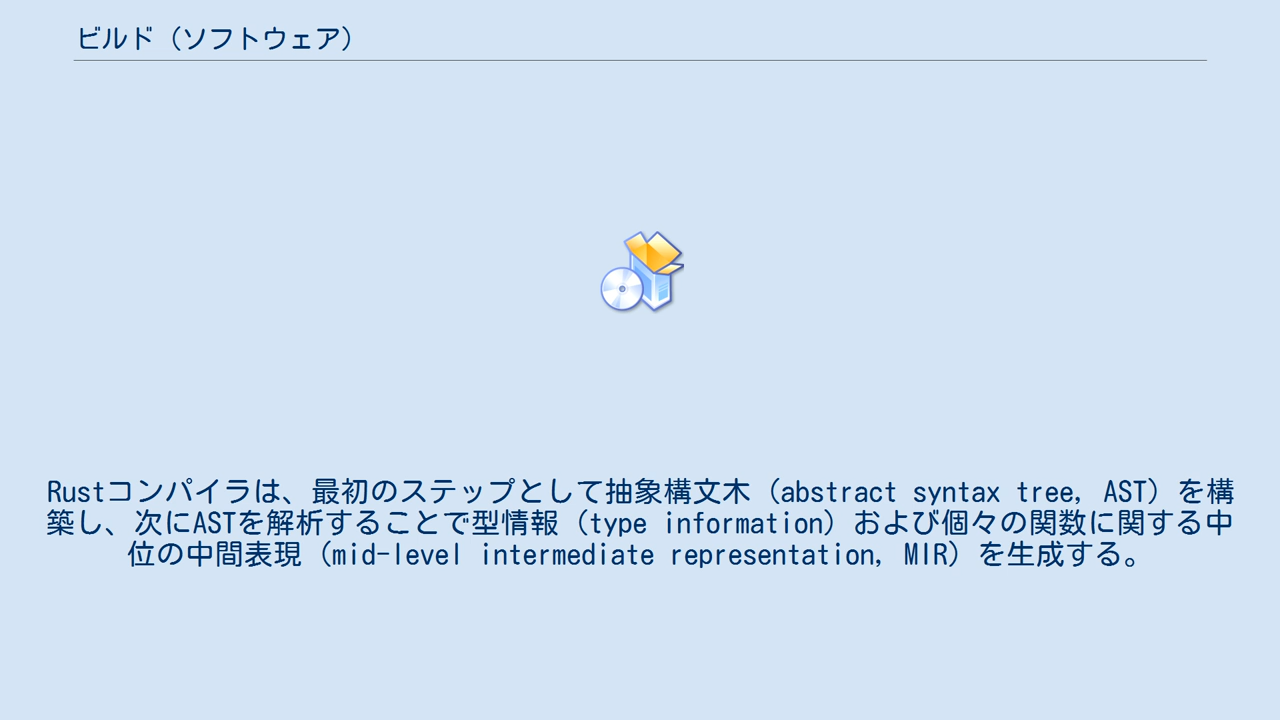 ビルド（ソフトウェア）
Rustコンパイラは、最初のステップとして抽象構文木（abstract syntax tree, AST）を構
築し、次にASTを解析することで型情報（type information）および個々の関数に関する中
位の中間表現（mid-level intermediate representation, MIR）を生成する。